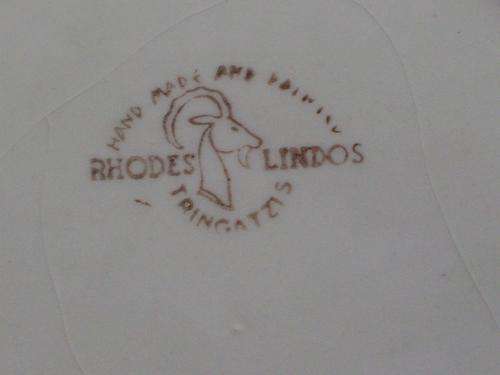 HAND MADE AND PAINTED
RHODES LINDOS
TRINGATZIS